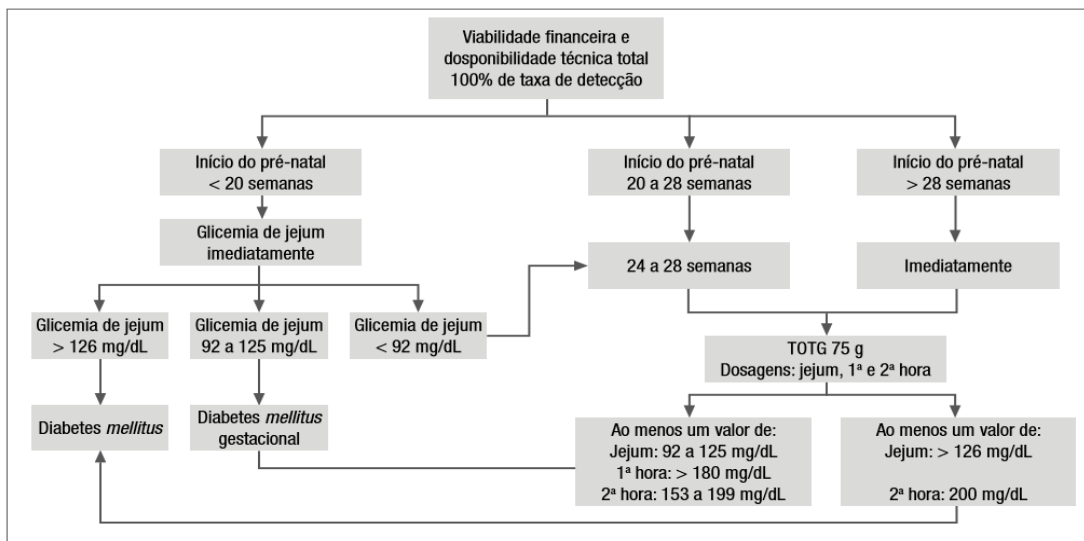 Viabilidade financeira e
dosponibilidade técnica total
100% de taxa de detecção
Início do pré-natal
< 20 semanas
Início do pré-natal
20 a 28 semanas
Início do pré-natal
> 28 semanas
Glicemia de jejum
imediatamente
24 a 28 semanas
Imediatamente
Glicemia de jejum
> 126 mg/dL
Glicemia de jejum
92 a 125 mg/dL
Glicemia de jejum
< 92 mg/dL
TOTG 75 g
Dosagens: jejum, 1ª e 2ª hora
Diabetes mellitus
Diabetes mellitus
gestacional
Ao menos um valor de:
Jejum: 92 a 125 mg/dL
1ª hora: > 180 mg/dL
2ª hora: 153 a 199 mg/dL
Ao menos um valor de:
Jejum: > 126 mg/dL
2ª hora: 200 mg/dL